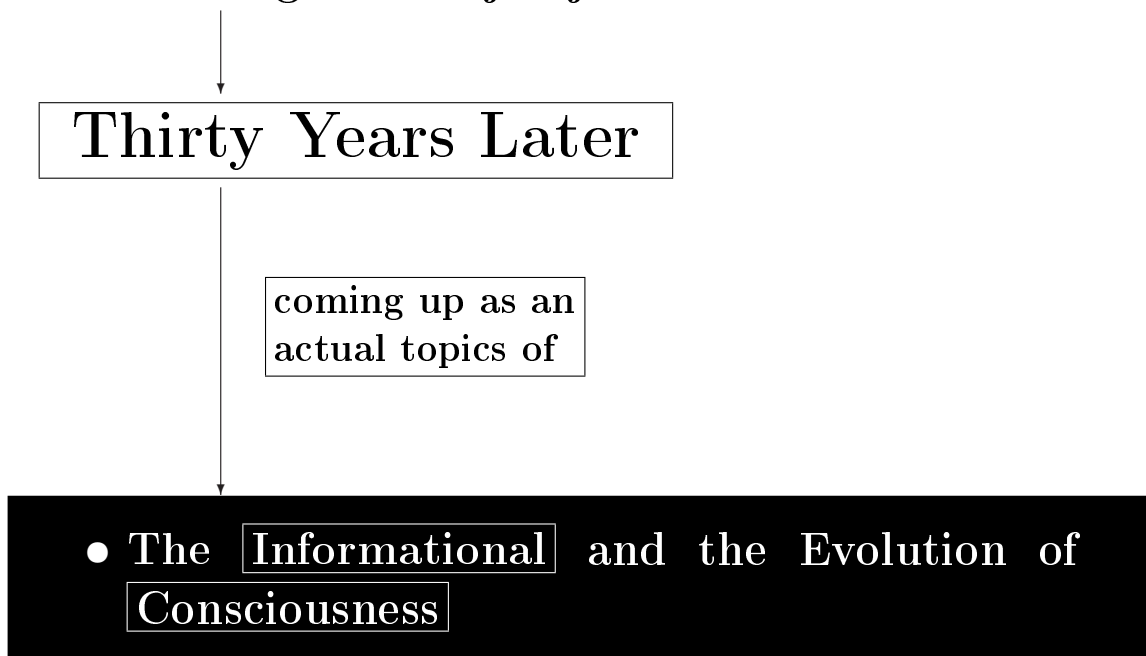 Thirty Years Later
coming up as an
actual topics of
• The Informational and the Evolution of
Consciousness